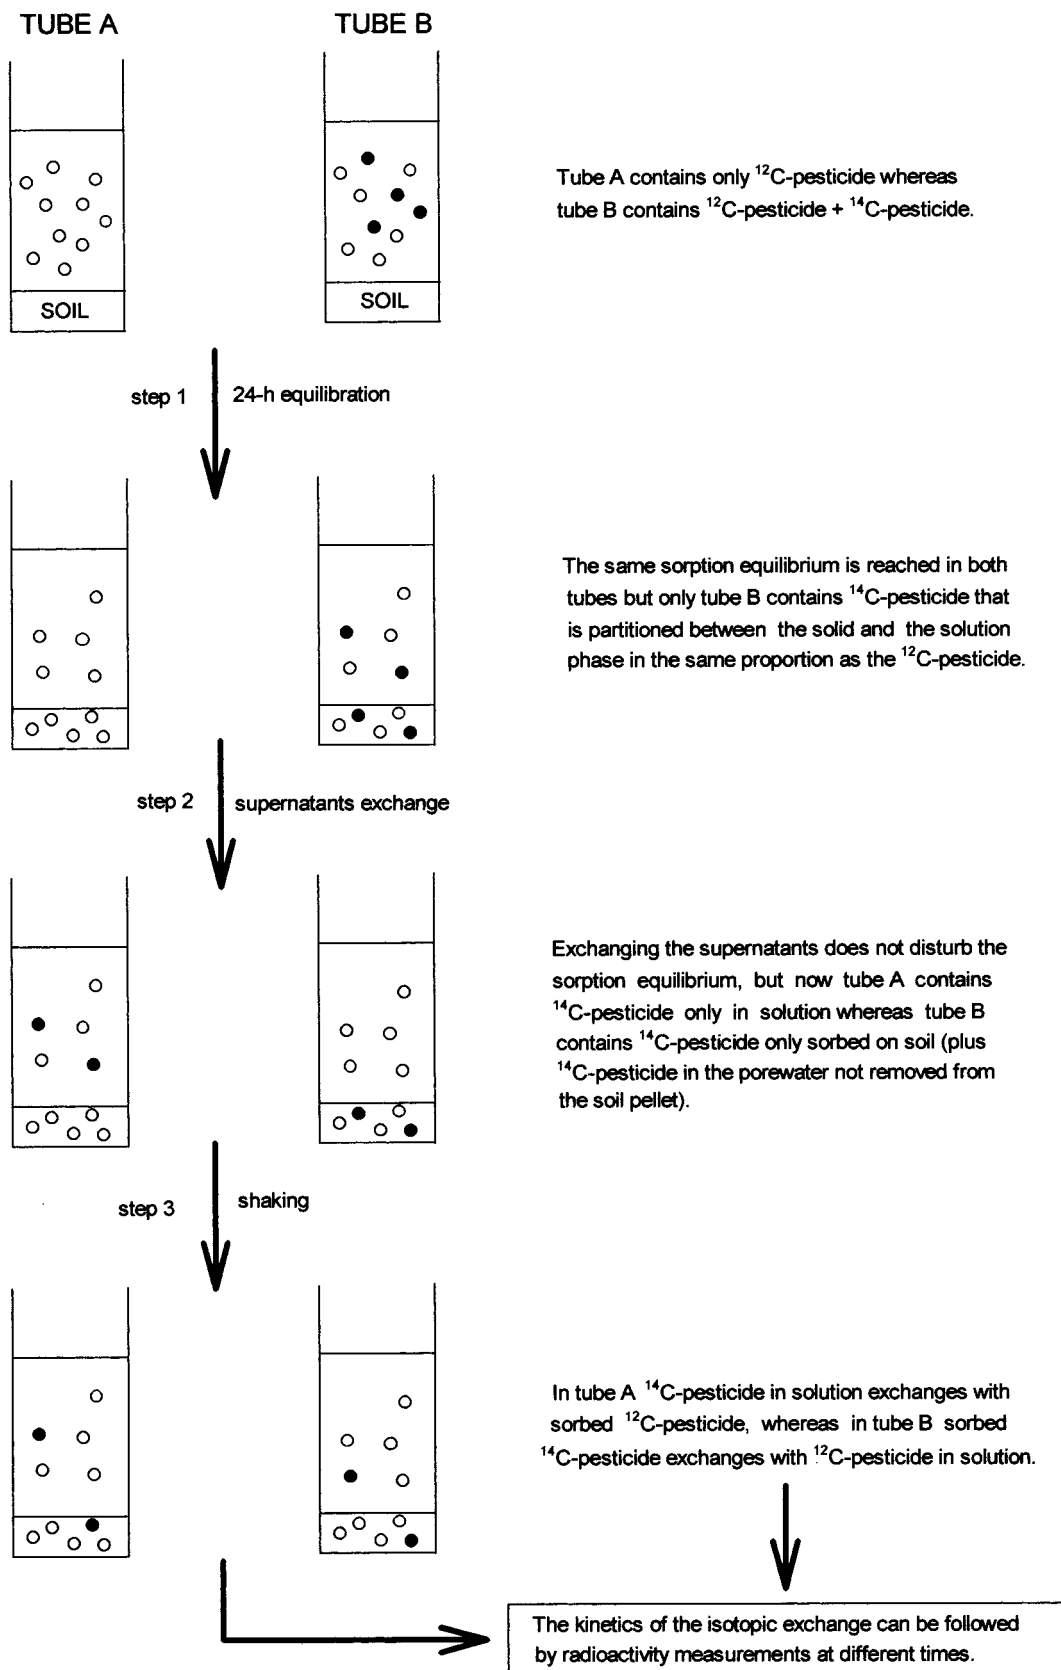 TUBE A
TUBE B
SOIL
SOIL
Tube A contains only ¹²C-pesticide whereas
tube B contains ¹²C-pesticide + ¹⁴C-pesticide.
step 1
24-h equilibration
The same sorption equilibrium is reached in both
tubes but only tube B contains ¹⁴C-pesticide that
is partitioned between the solid and the solution
phase in the same proportion as the ¹²C-pesticide.
step 2
supernatants exchange
Exchanging the supernatants does not disturb the
sorption equilibrium, but now tube A contains
¹⁴C-pesticide only in solution whereas tube B
contains ¹⁴C-pesticide only sorbed on soil (plus
¹⁴C-pesticide in the porewater not removed from
the soil pellet).
step 3
shaking
In tube A ¹⁴C-pesticide in solution exchanges with
sorbed ¹²C-pesticide, whereas in tube B sorbed
¹⁴C-pesticide exchanges with ¹²C-pesticide in solution.
The kinetics of the isotopic exchange can be followed
by radioactivity measurements at different times.